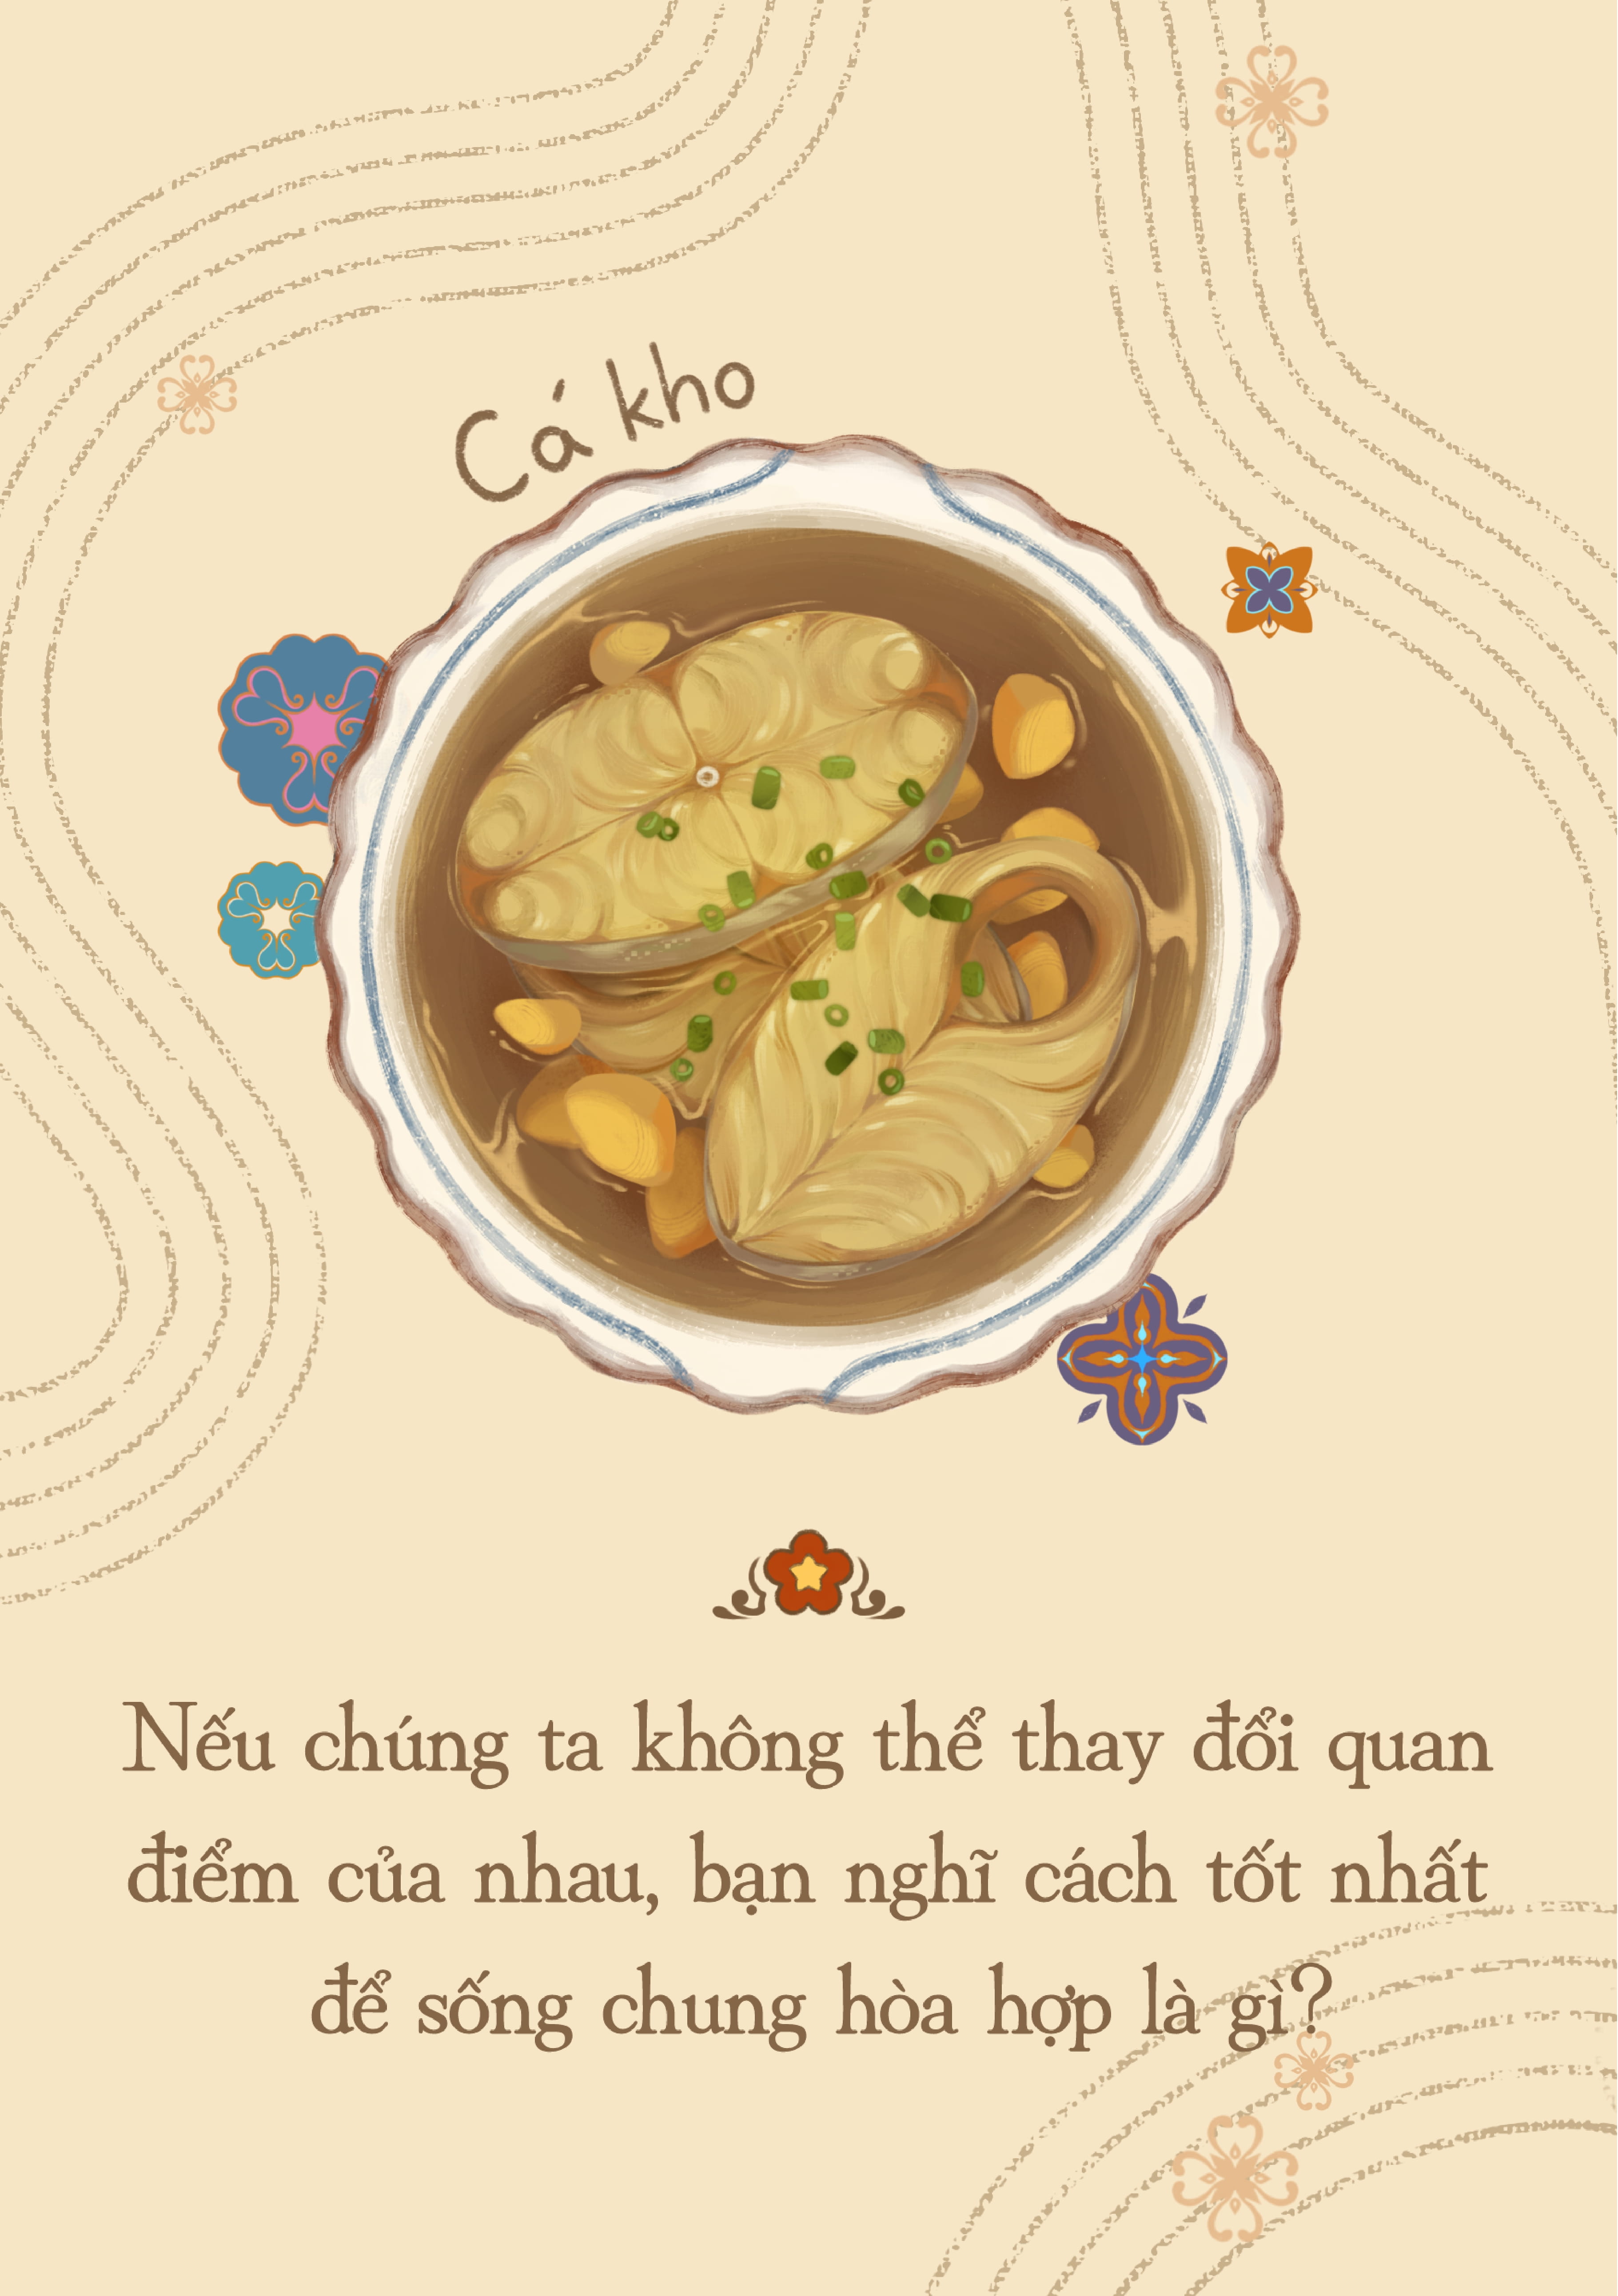 Cá kho
Nếu chúng ta không thể thay đổi quan
điểm của nhau, bạn nghĩ cách tốt nhất
để sống chung hòa hợp là gì?